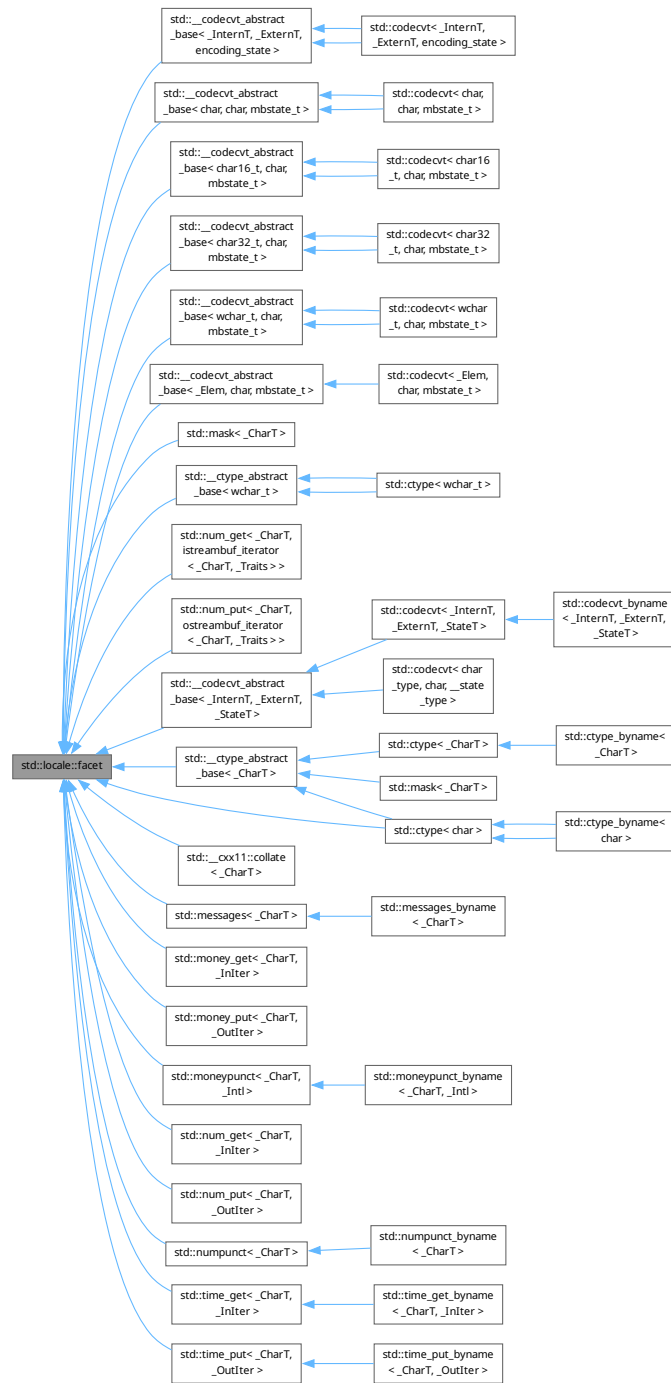 std::__codecvt_abstract
_base< _InternT, _ExternT,
encoding_state >
std::codecvt< _InternT,
_ExternT, encoding_state >
std::__codecvt_abstract
_base< char, char, mbstate_t >
std::codecvt< char,
char, mbstate_t >
std::__codecvt_abstract
_base< char16_t, char,
mbstate_t >
std::codecvt< char16
_t, char, mbstate_t >
std::__codecvt_abstract
_base< char32_t, char,
mbstate_t >
std::codecvt< char32
_t, char, mbstate_t >
std::__codecvt_abstract
_base< wchar_t, char,
mbstate_t >
std::codecvt< wchar
_t, char, mbstate_t >
std::__codecvt_abstract
_base< _Elem, char, mbstate_t >
std::codecvt< _Elem,
char, mbstate_t >
std::mask< _CharT >
std::__ctype_abstract
_base< wchar_t >
std::ctype< wchar_t >
std::num_get< _CharT,
istreambuf_iterator
< _CharT, _Traits > >
std::num_put< _CharT,
ostreambuf_iterator
< _CharT, _Traits > >
std::codecvt< _InternT,
_ExternT, _StateT >
std::codecvt_byname
< _InternT, _ExternT,
_StateT >
std::__codecvt_abstract
_base< _InternT, _ExternT,
_StateT >
std::codecvt< char
_type, char, __state
_type >
std::locale::facet
std::__ctype_abstract
_base< _CharT >
std::ctype< _CharT >
std::ctype_byname<
_CharT >
std::mask< _CharT >
std::ctype< char >
std::ctype_byname<
char >
std::__cxx11::collate
< _CharT >
std::messages< _CharT >
std::messages_byname
< _CharT >
std::money_get< _CharT,
_InIter >
std::money_put< _CharT,
_OutIter >
std::moneypunct< _CharT,
_Intl >
std::moneypunct_byname
< _CharT, _Intl >
std::num_get< _CharT,
_InIter >
std::num_put< _CharT,
_OutIter >
std::numpunct< _CharT >
std::numpunct_byname
< _CharT >
std::time_get< _CharT,
_InIter >
std::time_get_byname
< _CharT, _InIter >
std::time_put< _CharT,
_OutIter >
std::time_put_byname
< _CharT, _OutIter >